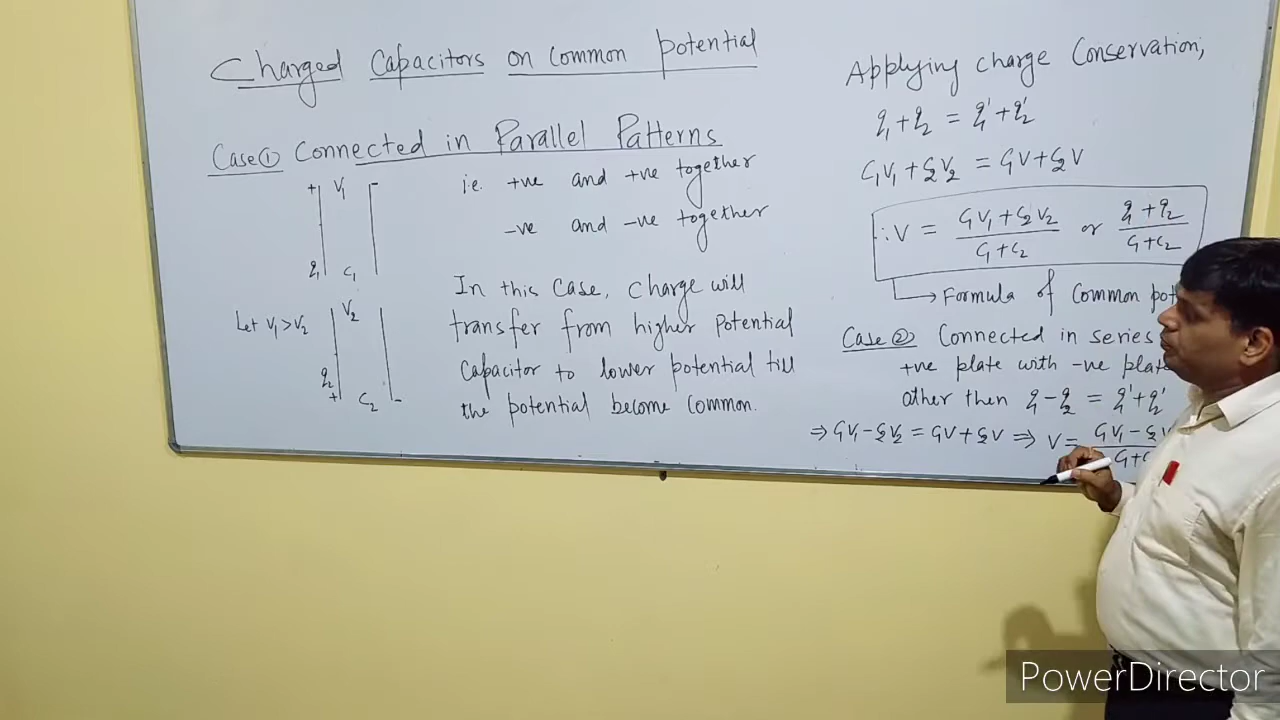 Charged Capacitors on Common Potential
Case① Connected in Parallel Patterns
i.e. +ve and +ve together
-ve and -ve together
+ V₁ -
q₁ C₁
Let V₁ > V₂
V₂
q₂
+ C₂ -
In this case, charge will
transfer from higher potential
capacitor to lower potential till
the potential become common.
Applying charge Conservation,
q₁ + q₂ = q₁' + q₂'
C₁V₁ + C₂V₂ = C₁V + C₂V
∴ V = (C₁V₁ + C₂V₂)/(C₁ + C₂) or (q₁ + q₂)/(C₁ + C₂)
→ Formula of Common
Case② Connected in series
+ve plate with -ve
other then q₁ - q₂ = q₁' + q₂'
⇒ C₁V₁ - C₂V₂ = C₁V + C₂V ⇒ V = C₁V₁ - C₂
PowerDirector